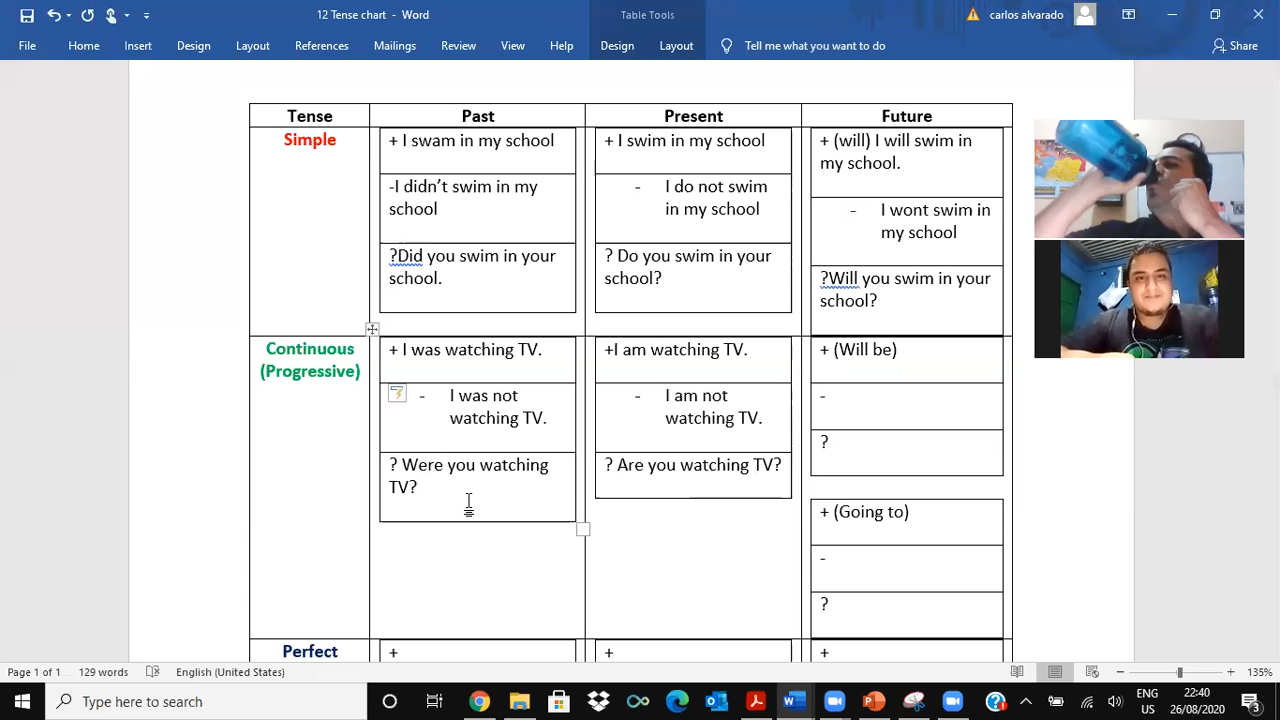 12 Tense chart - Word
Table Tools
carlos alvarado
File Home Insert Design Layout References Mailings Review View Help Design Layout Tell me what you want to do Share
Tense Past Present Future
Simple
+ I swam in my school
-I didn’t swim in my
school
?Did you swim in your
school.
+ I swim in my school
- I do not swim
in my school
? Do you swim in your
school?
+ (will) I will swim in
my school.
- I wont swim in
my school
?Will you swim in your
school?
Continuous
(Progressive)
+ I was watching TV.
- I was not
watching TV.
? Were you watching
TV?
+I am watching TV.
- I am not
watching TV.
? Are you watching TV?
+ (Will be)
-
?
+ (Going to)
-
?
Perfect + + +
Page 1 of 1 129 words English (United States) 135%
Type here to search
ENG
US
22:40
26/08/2020
3